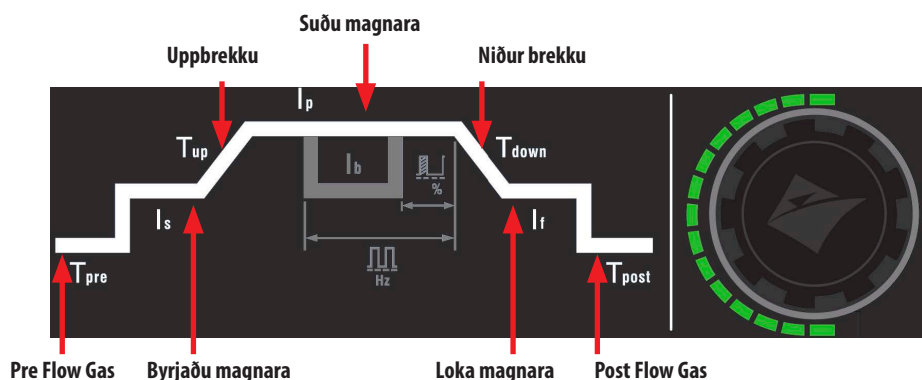 Suðu magnara
Uppbrekku
Niður brekku
Ip
Tup
Tdown
Ib
%
Is
If
Hz
Tpre
Tpost
Pre Flow Gas
Byrjaðu magnara
Loka magnara
Post Flow Gas